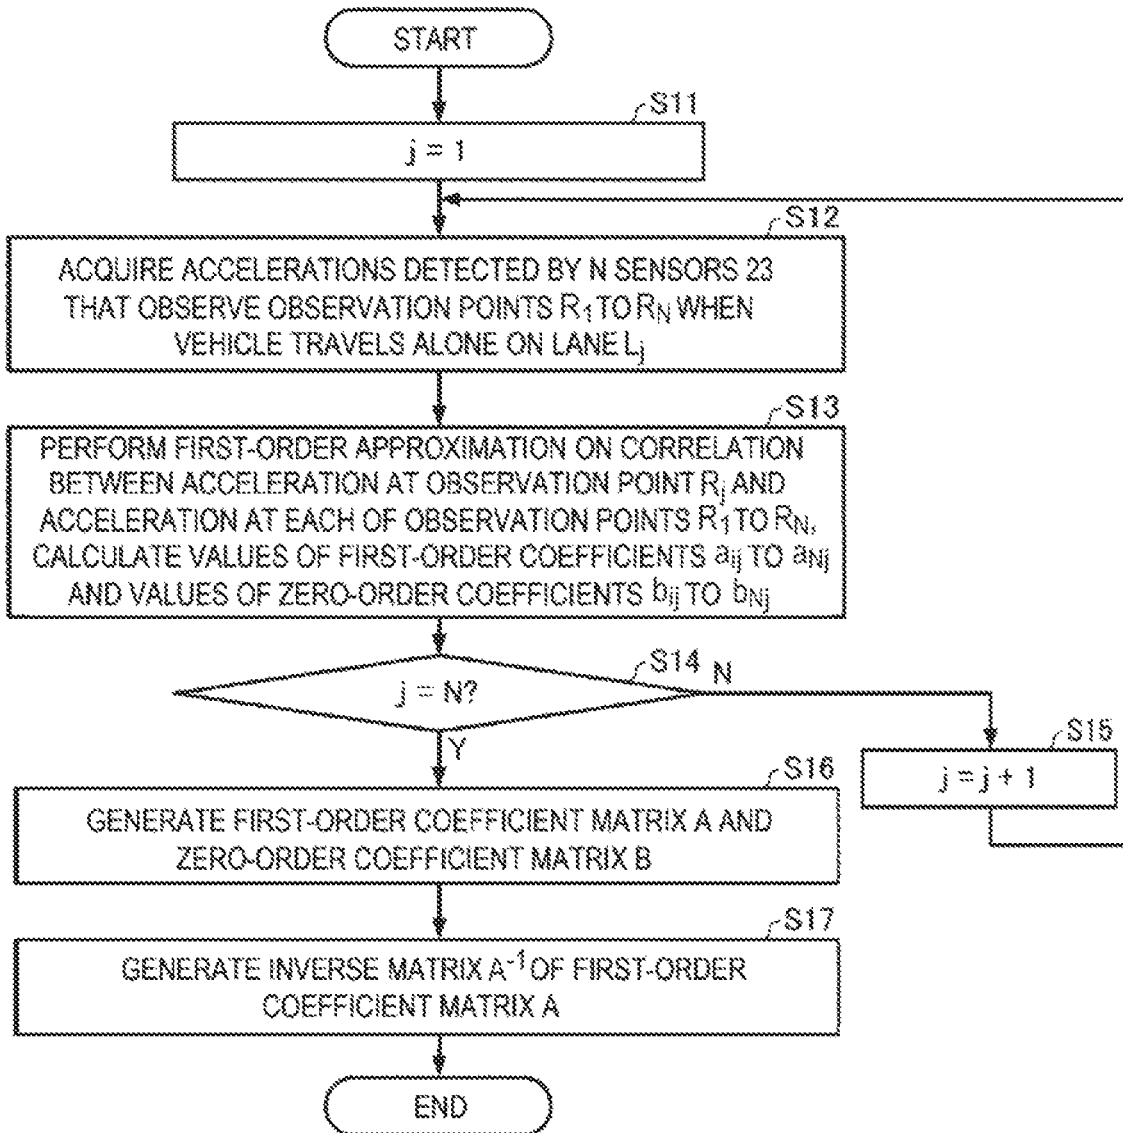 START
S11
j = 1
S12
ACQUIRE ACCELERATIONS DETECTED BY N SENSORS 23
THAT OBSERVE OBSERVATION POINTS R1 TO RN WHEN
VEHICLE TRAVELS ALONE ON LANE Lj
S13
PERFORM FIRST-ORDER APPROXIMATION ON CORRELATION
BETWEEN ACCELERATION AT OBSERVATION POINT Rj AND
ACCELERATION AT EACH OF OBSERVATION POINTS R1 TO RN,
CALCULATE VALUES OF FIRST-ORDER COEFFICIENTS aij TO aNj
AND VALUES OF ZERO-ORDER COEFFICIENTS bij TO bNj
S14
N
j = N?
Y
S15
j = j + 1
S16
GENERATE FIRST-ORDER COEFFICIENT MATRIX A AND
ZERO-ORDER COEFFICIENT MATRIX B
S17
GENERATE INVERSE MATRIX A-1 OF FIRST-ORDER
COEFFICIENT MATRIX A
END